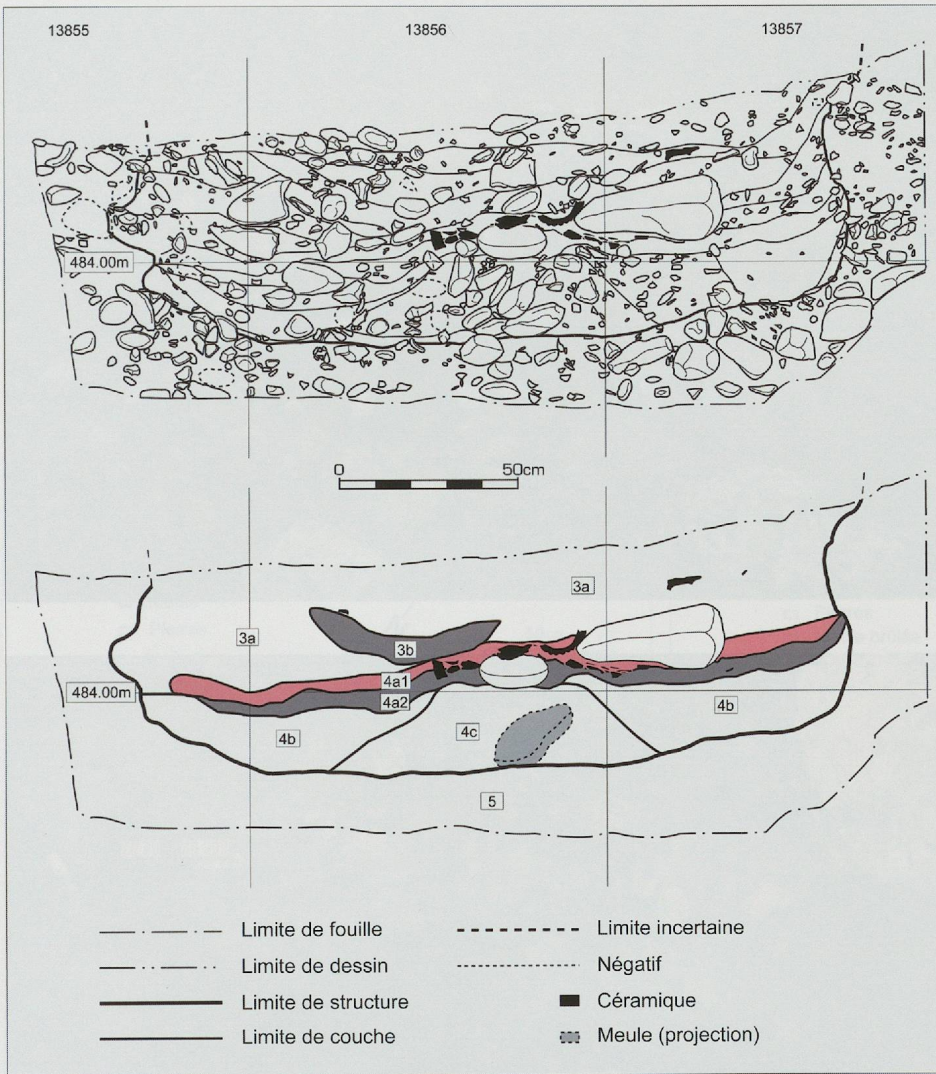 13855 13856 13857
484.00m
0 50cm
3a
3a
3b
4a1
484.00m
4a2
4b
4b
4c
5
Limite de fouille
Limite de dessin
Limite de structure
Limite de couche
Limite incertaine
Négatif
Céramique
Meule (projection)